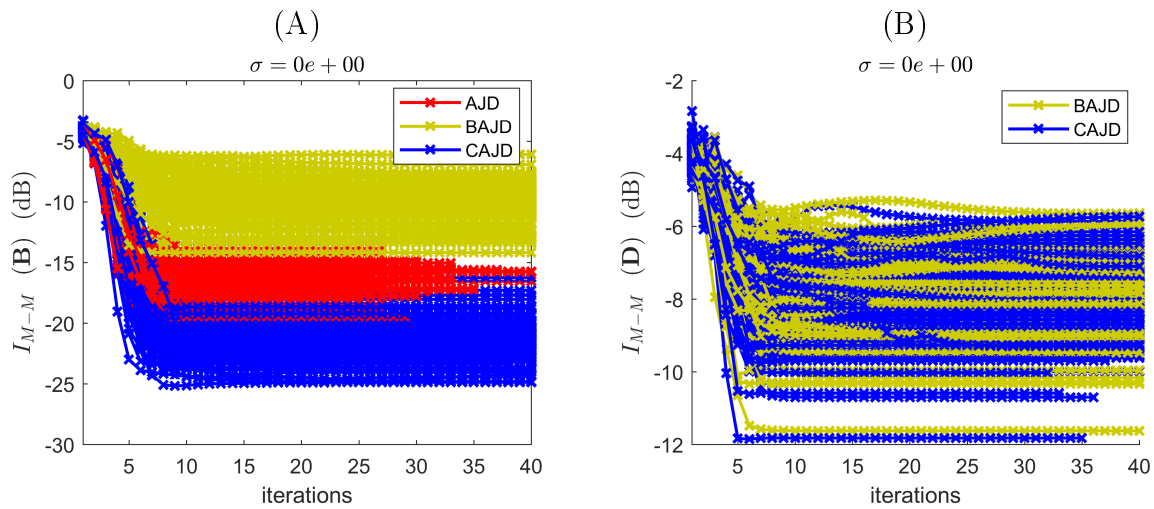 (A)
σ = 0e + 00
0
-5
-10
-15
-20
-25
-30
I_{M−M} (B) (dB)
5 10 15 20 25 30 35 40
iterations
AJD
BAJD
CAJD
(B)
σ = 0e + 00
-2
-4
-6
-8
-10
-12
I_{M−M} (D) (dB)
5 10 15 20 25 30 35 40
iterations
BAJD
CAJD